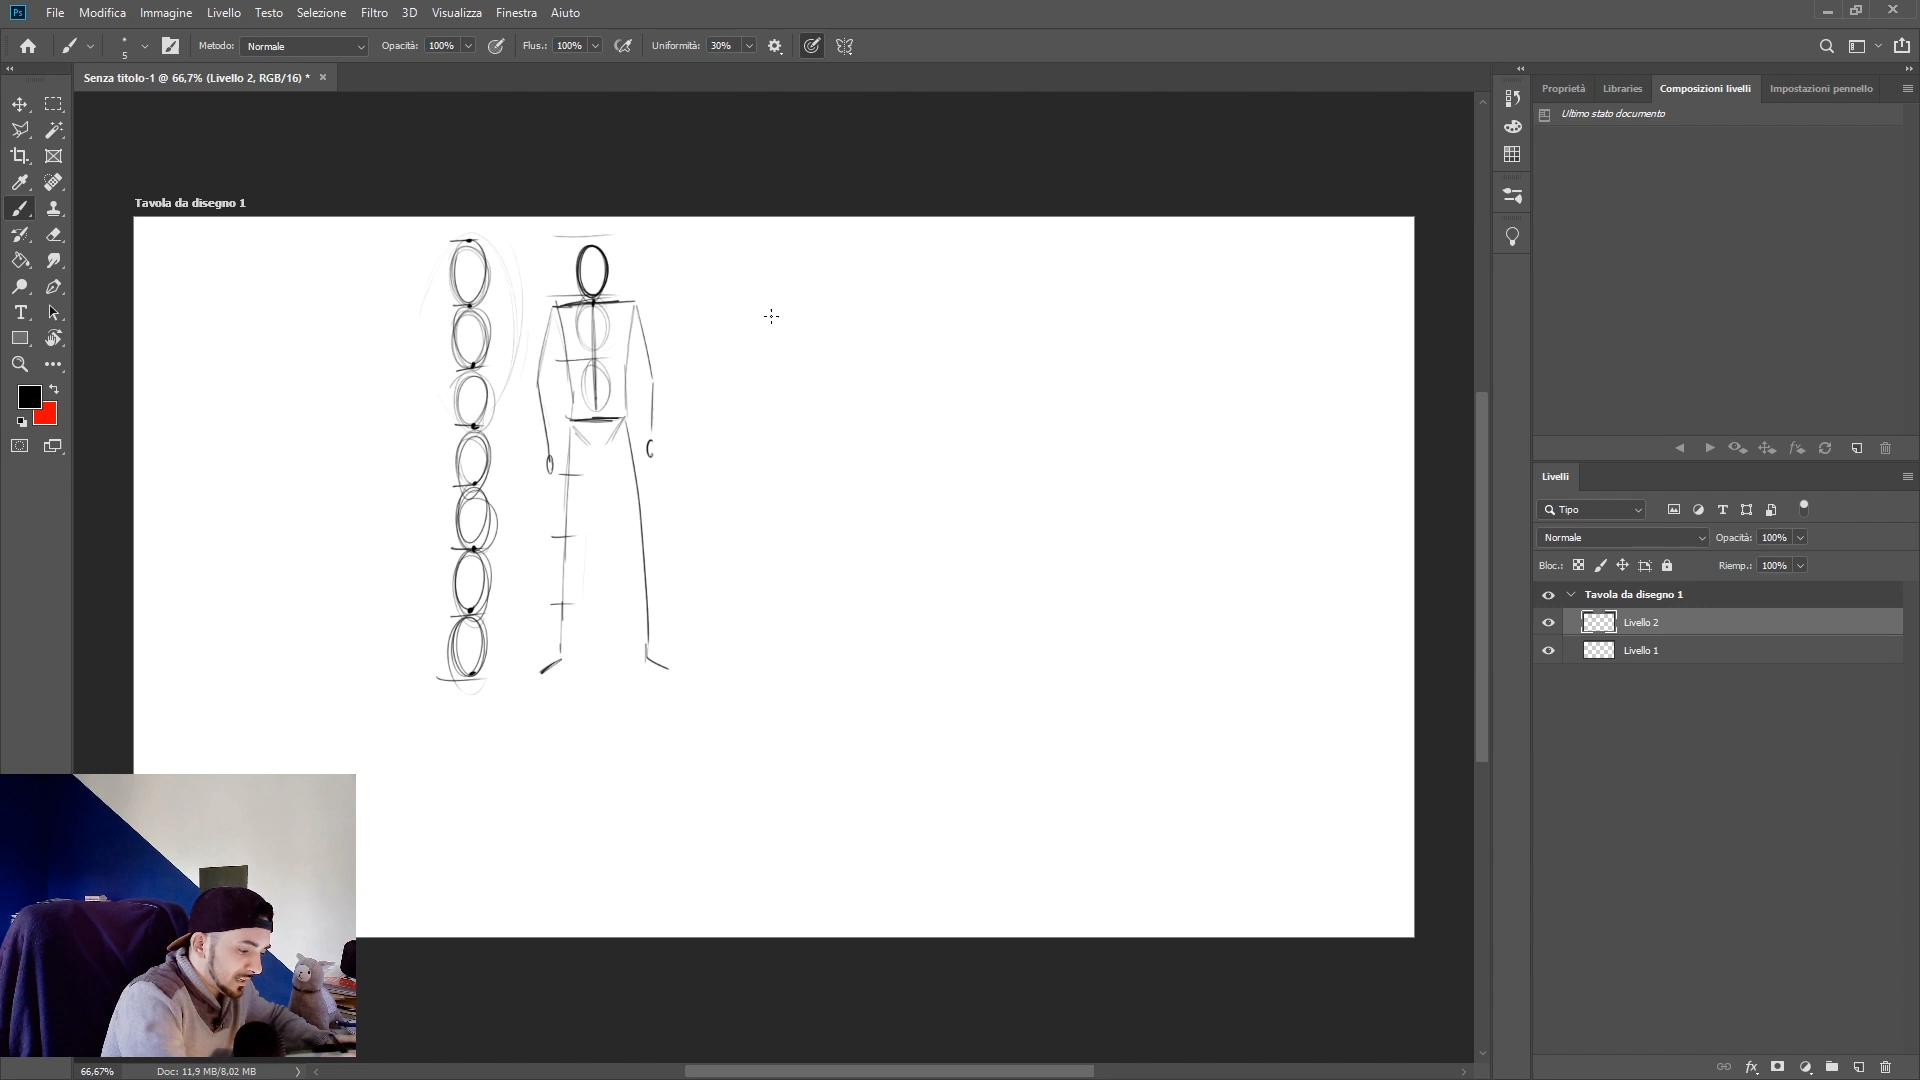 Ps File Modifica Immagine Livello Testo Selezione Filtro 3D Visualizza Finestra Aiuto
5 Metodo: Normale Opacità: 100% Flus.: 100% Uniformità: 30%
Senza titolo-1 @ 66,7% (Livello 2, RGB/16) * ×
Proprietà Libraries Composizioni livelli Impostazioni pennello
Ultimo stato documento
Tavola da disegno 1
Livelli
Tipo
Normale Opacità: 100%
Bloc.: Riemp.: 100%
Tavola da disegno 1
Livello 2
Livello 1
66,67% Doc: 11,9 MB/8,02 MB